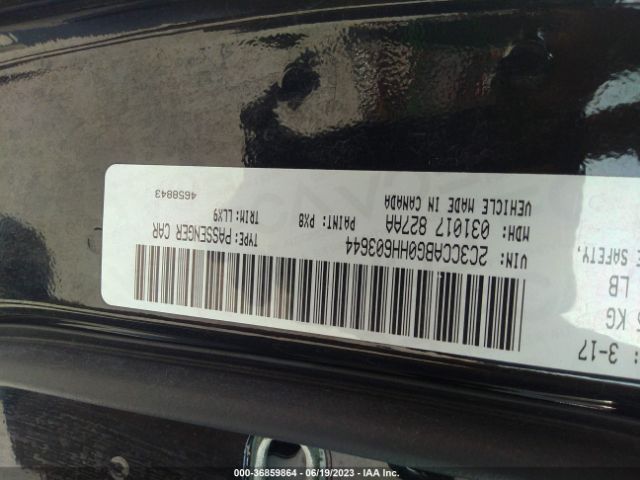 : 3-17
KG
LB
E SAFETY,
VIN: 2C3CCABG0HH603644
TYPE: PASSENGER CAR
MDH: 031017 827AA PAINT: PX8 TRIM: LLX9
VEHICLE MADE IN CANADA
4658843
000-36859864 - 06/19/2023 - IAA Inc.